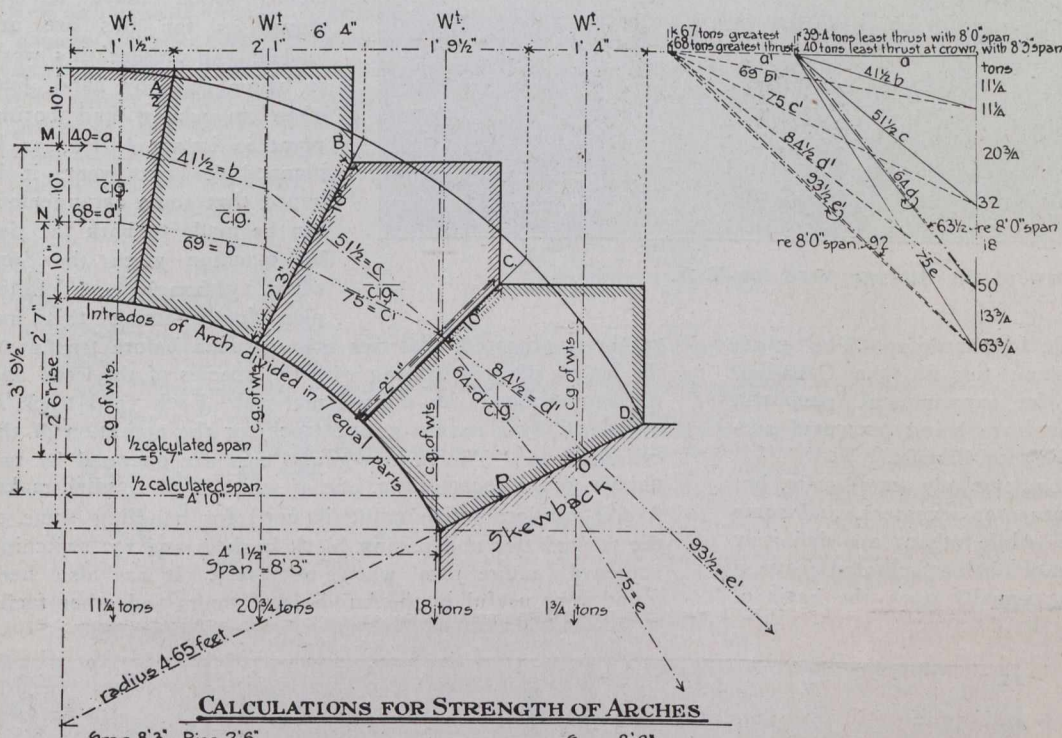 Wt. Wt. Wt. Wt.
6' 4"
1' 1½" 2' 1" 1' 9½" 1' 4"
10"
A/2
B
M 40=a
10"
c.g.
41½=b
c.g.
N 68=a'
69=b
10"
2' 3"
10"
51½=c
c.g.
75=c'
c.g.
C
10"
2' 1"
Intrados of Arch divided in 7 equal parts
3' 9½"
2' 7"
2' 6" rise
c.g of wts.
c.g of wts.
c.g of wts
c.g of wts
64=d
c.g.
84½=d'
D
½ calculated span
=5' 7"
O
½ calculated span
=4' 10"
P
Skewback
4' 1½"
Span=8' 3"
93½=e'
75=e
11¼ tons 20¾ tons 18 tons 13/4 tons
radius 4.65 feet
67 tons greatest
68 tons greatest thrust
39.4 tons least thrust with 8'0" span
40 tons least thrust at crown, with 8'3" span
a'
a
tons
69 b'
41½ b
11¼
11¼
75 c'
51½ c
20¾
84½ d'
64 d
32
93½ e'
63½ re 8'0" span
18
re 8'0" span 92
75 e
50
13¾
63¾
CALCULATIONS FOR STRENGTH OF ARCHES